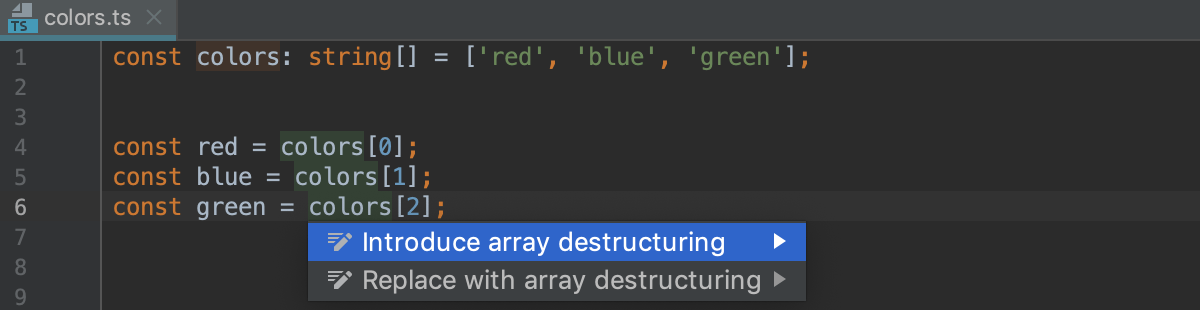 TS colors.ts
1 const colors: string[] = ['red', 'blue', 'green'];
2
3
4 const red = colors[0];
5 const blue = colors[1];
6 const green = colors[2];
7 Introduce array destructuring
8 Replace with array destructuring
9